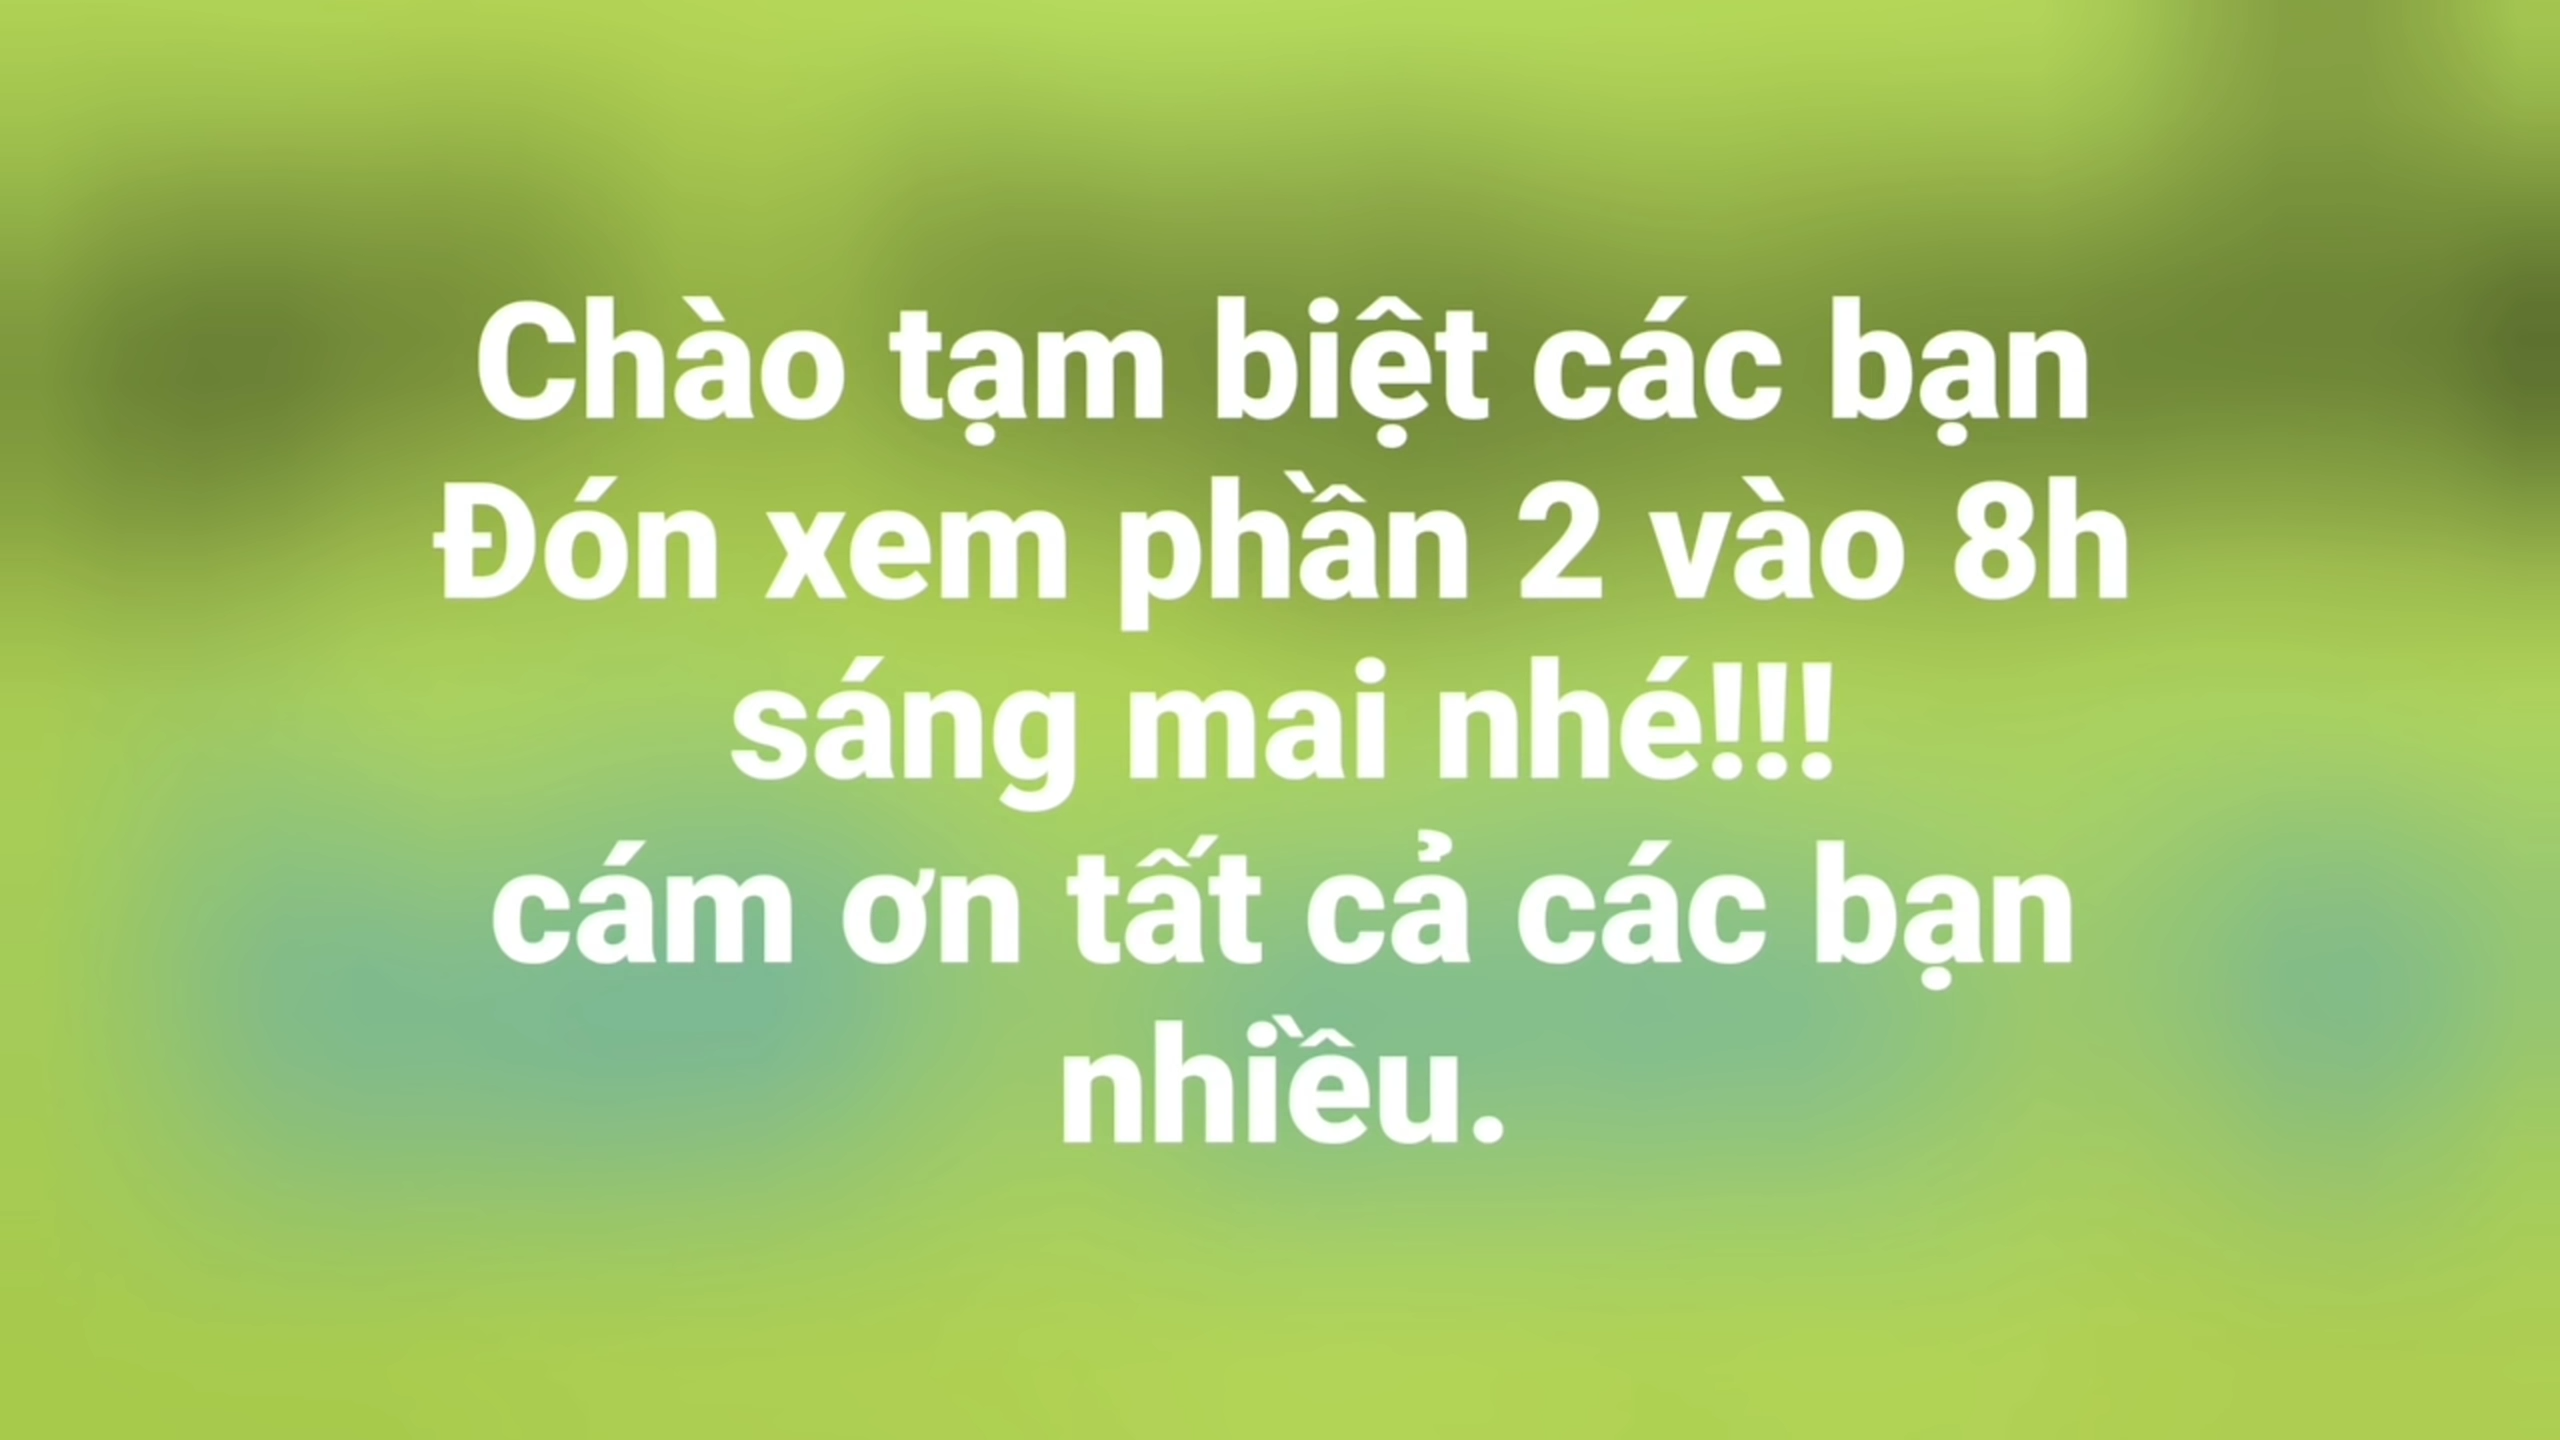 Chào tạm biệt các bạn
Đón xem phần 2 vào 8h
sáng mai nhé!!!
cám ơn tất cả các bạn
nhiều.